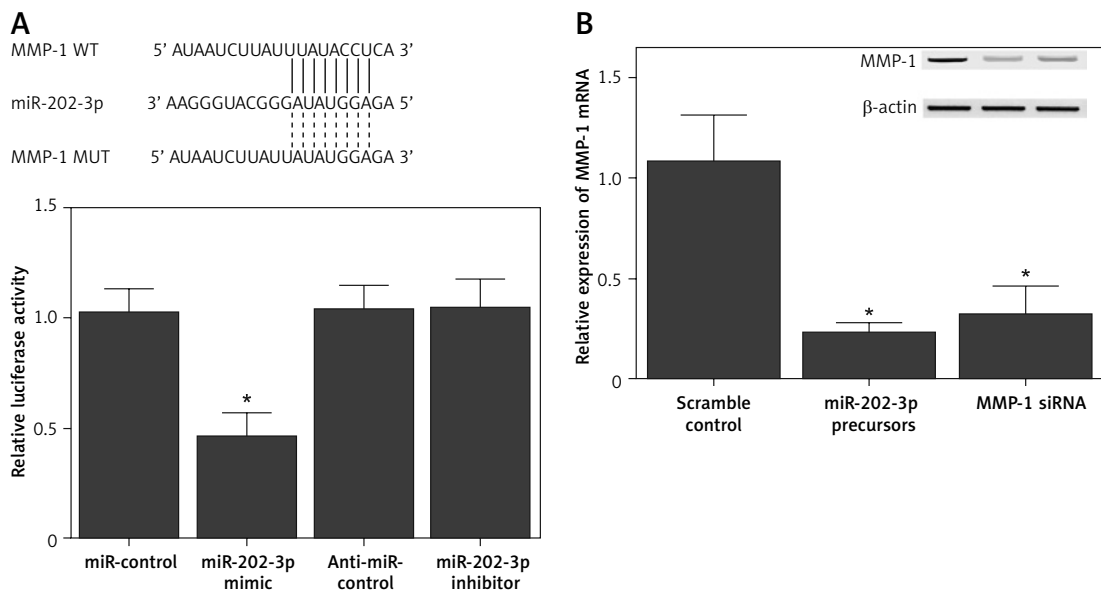 A
MMP-1 WT 5’ AUAAUCUUAUUUAUACCUCA 3’
miR-202-3p 3’ AAGGGUACGGGAUAUGGAGA 5’
MMP-1 MUT 5’ AUAAUCUUAUUAUAUGGAGA 3’
Relative luciferase activity
1.5
1.0
0.5
0
*
miR-control
miR-202-3p
mimic
Anti-miR-
control
miR-202-3p
inhibitor
B
Relative expression of MMP-1 mRNA
1.5
1.0
0.5
0
MMP-1
β-actin
*
*
Scramble
control
miR-202-3p
precursors
MMP-1 siRNA